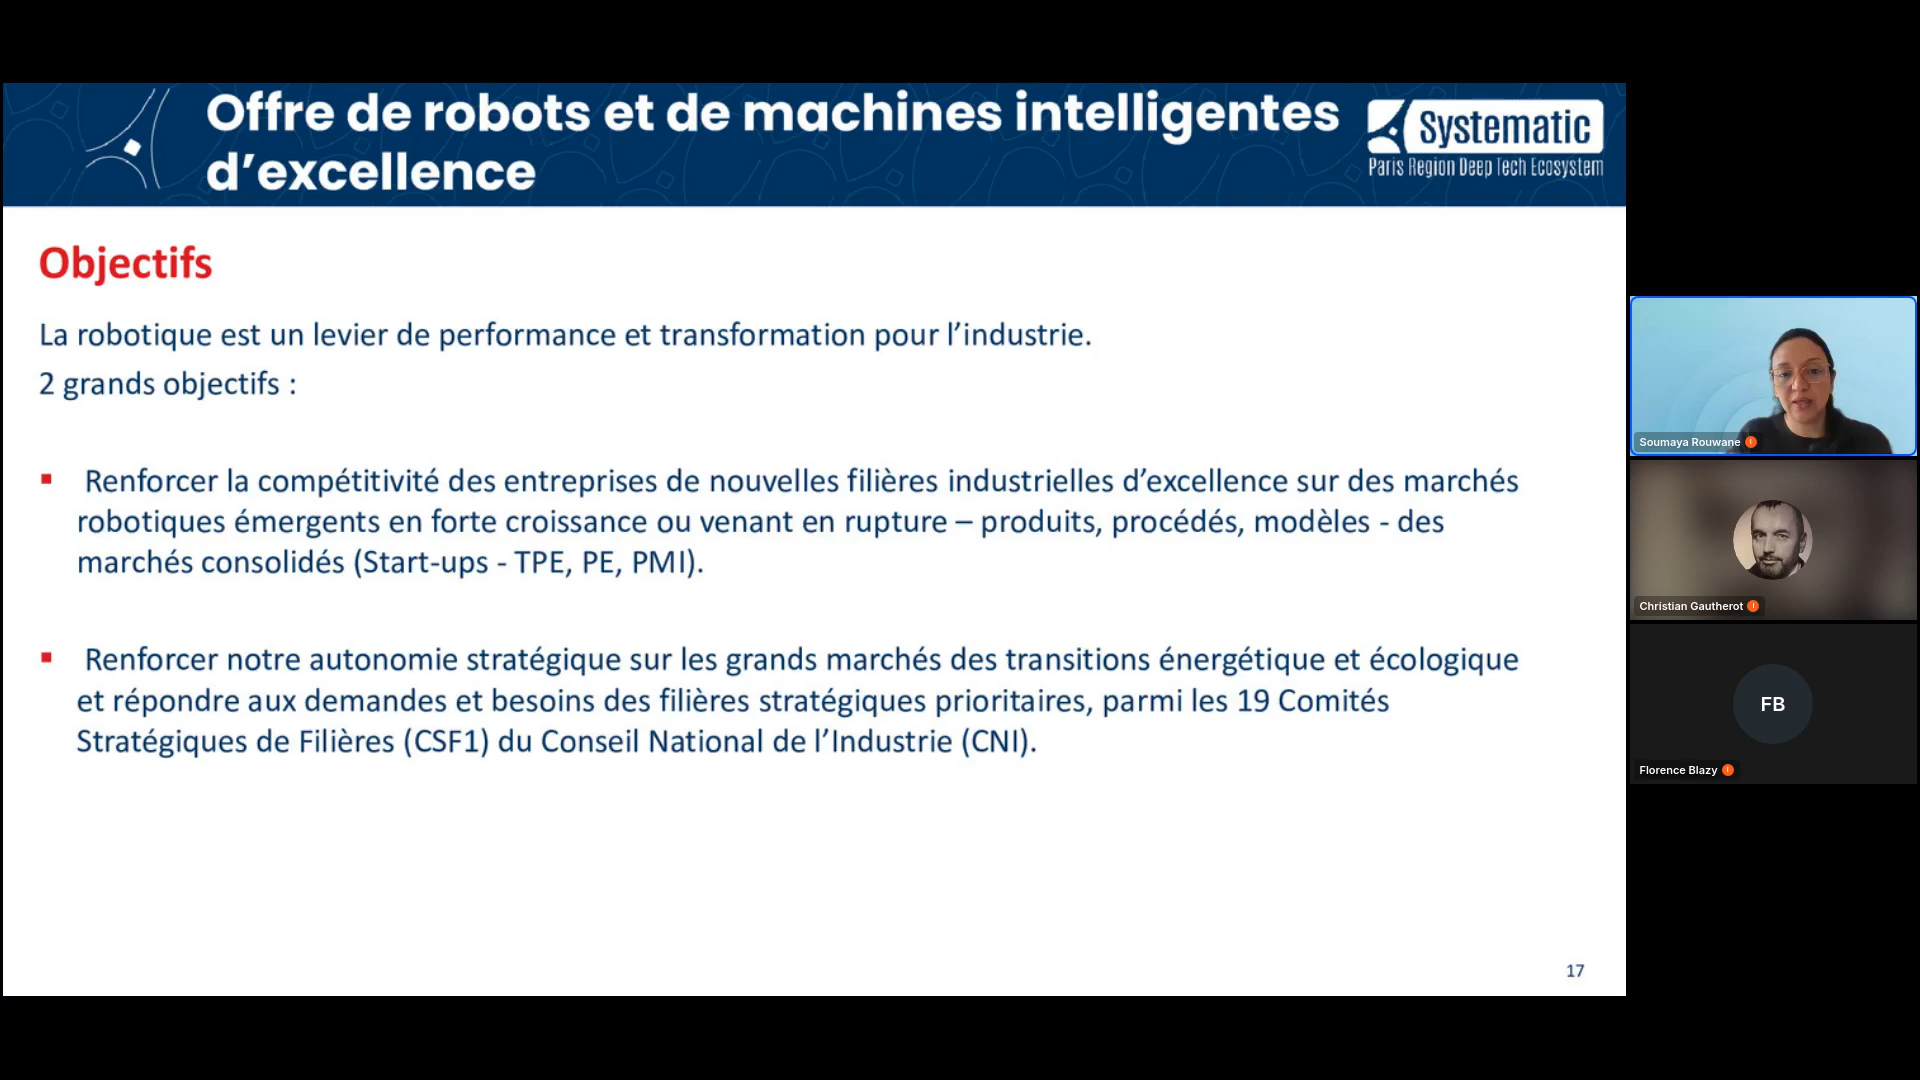 Offre de robots et de machines intelligentes
d’excellence
Systematic
Paris Region Deep Tech Ecosystem
Objectifs
La robotique est un levier de performance et transformation pour l’industrie.
2 grands objectifs :
▪ Renforcer la compétitivité des entreprises de nouvelles filières industrielles d’excellence sur des marchés
robotiques émergents en forte croissance ou venant en rupture – produits, procédés, modèles - des
marchés consolidés (Start-ups - TPE, PE, PMI).
▪ Renforcer notre autonomie stratégique sur les grands marchés des transitions énergétique et écologique
et répondre aux demandes et besoins des filières stratégiques prioritaires, parmi les 19 Comités
Stratégiques de Filières (CSF1) du Conseil National de l’Industrie (CNI).
17
Soumaya Rouwane
Christian Gautherot
FB
Florence Blazy